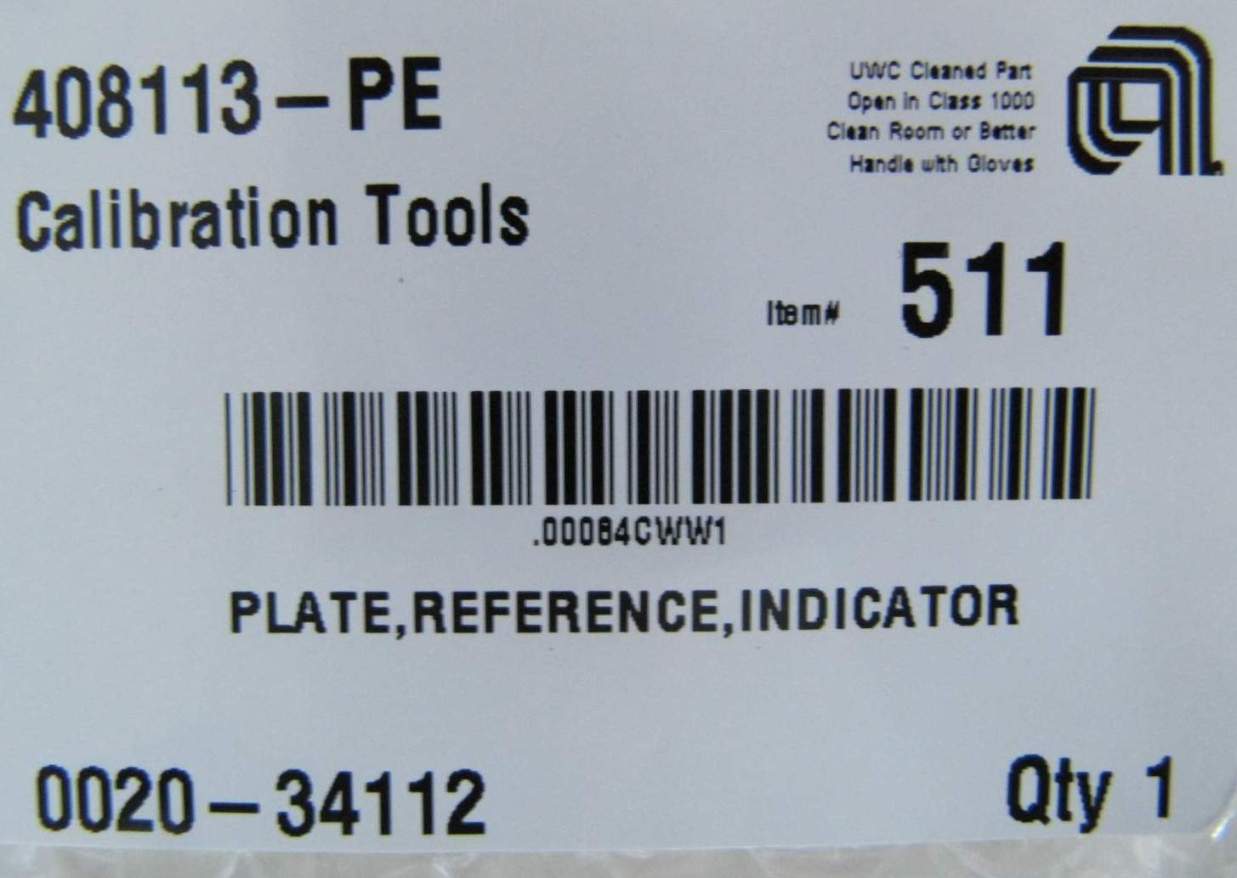 408113-PE
UWC Cleaned Part
Open in Class 1000
Clean Room or Better
Handle with Gloves
Calibration Tools
Item# 511
.00084CWW1
PLATE,REFERENCE,INDICATOR
0020-34112
Qty 1